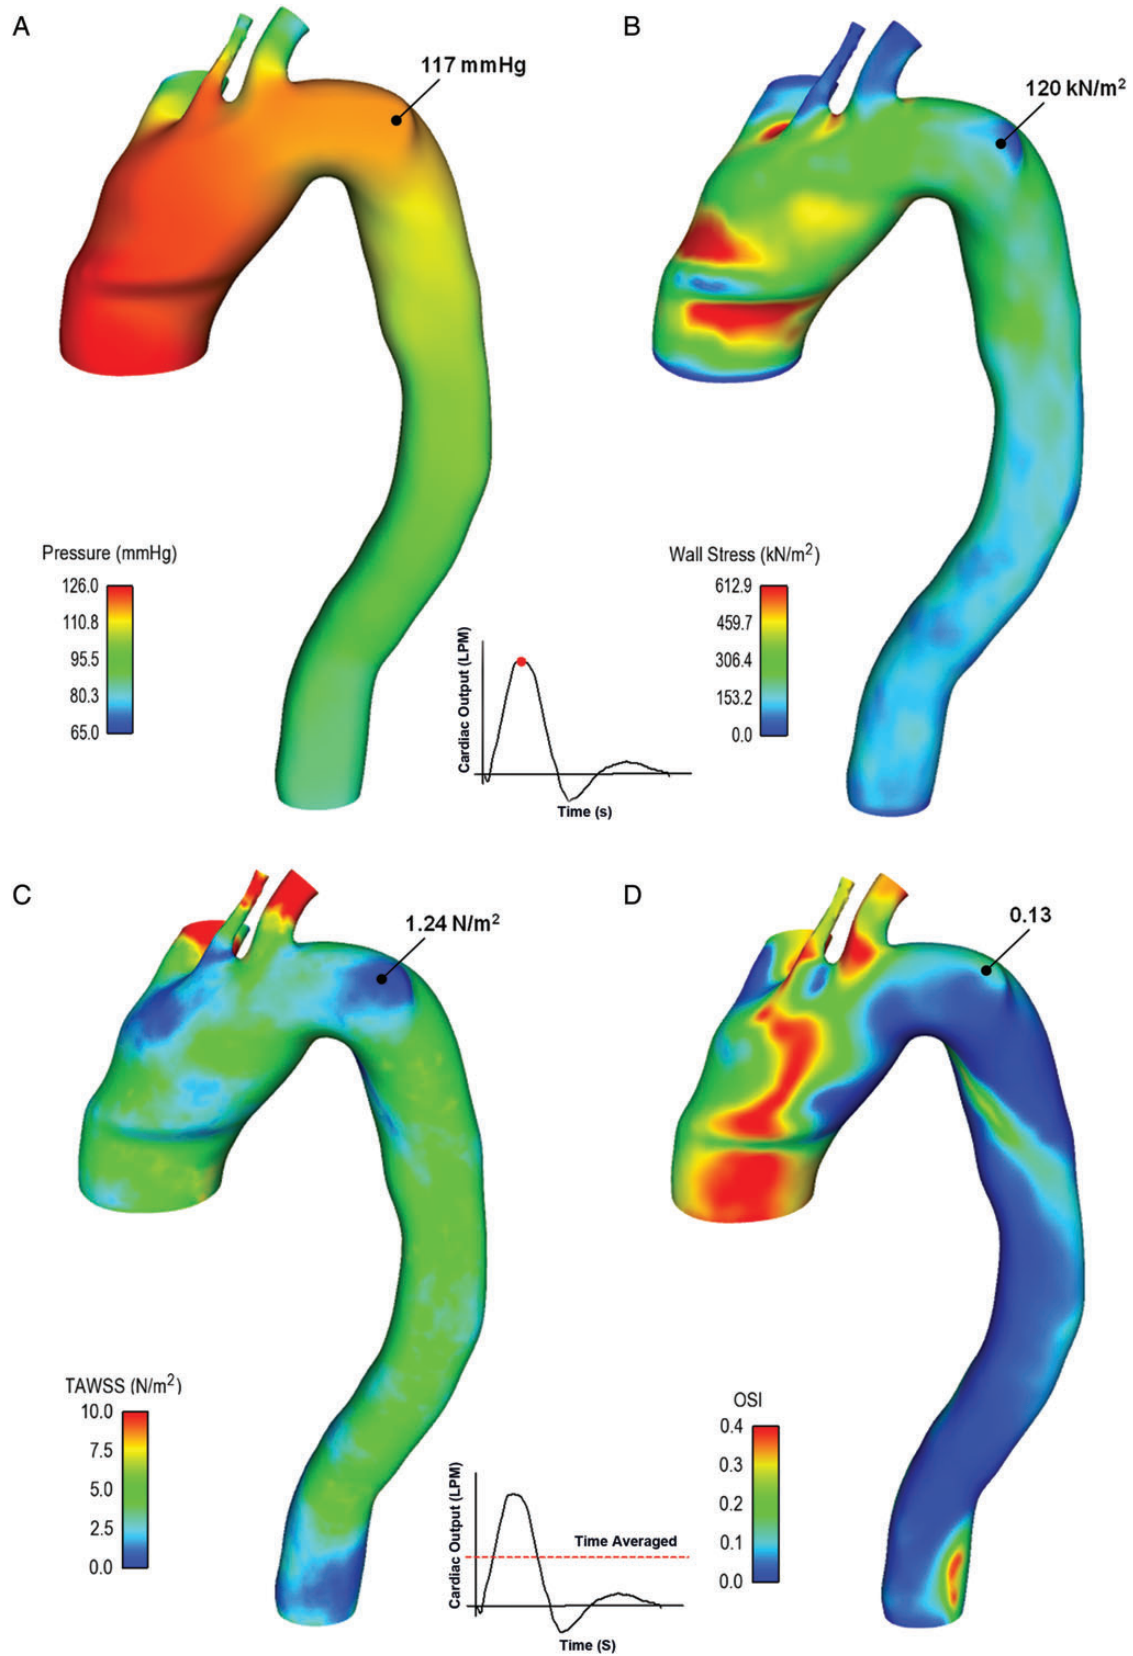 A
117 mmHg
Pressure (mmHg)
126.0
110.8
95.5
80.3
65.0
B
120 kN/m²
Wall Stress (kN/m²)
612.9
459.7
306.4
153.2
0.0
Cardiac Output (LPM)
Time (s)
C
1.24 N/m²
TAWSS (N/m²)
10.0
7.5
5.0
2.5
0.0
D
0.13
OSI
0.4
0.3
0.2
0.1
0.0
Cardiac Output (LPM)
Time Averaged
Time (S)